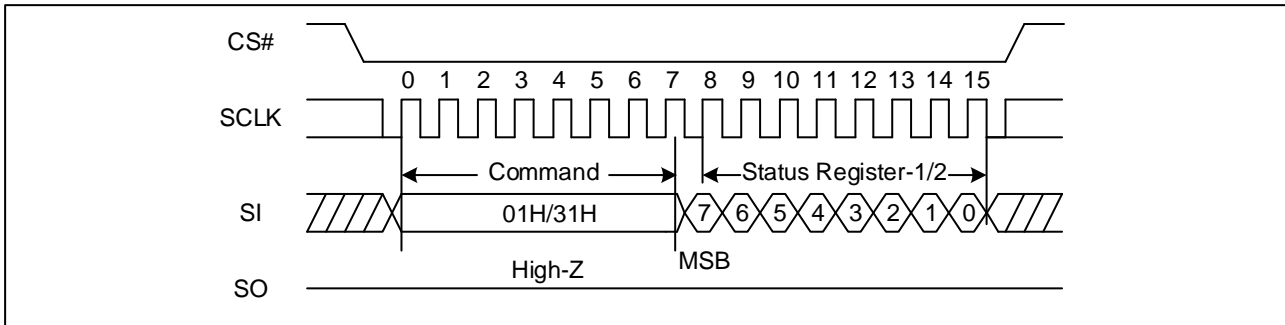 CS#
0 1 2 3 4 5 6 7 8 9 10 11 12 13 14 15
SCLK
Command Status Register-1/2
SI 01H/31H 7 6 5 4 3 2 1 0
High-Z MSB
SO